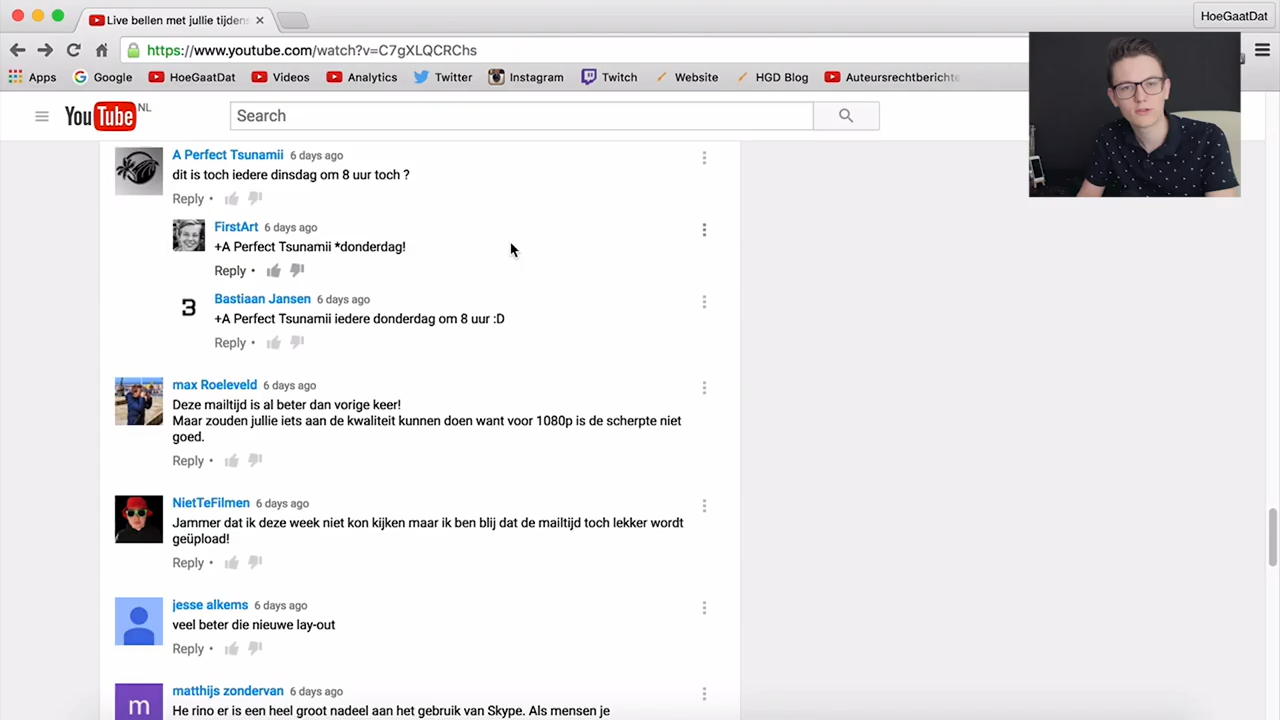 Live bellen met jullie tijdens
HoeGaatDat
https://www.youtube.com/watch?v=C7gXLQCRChs
Apps Google HoeGaatDat Videos Analytics Twitter Instagram Twitch Website HGD Blog Auteursrechtberichte
YouTube NL
Search
A Perfect Tsunamii 6 days ago
dit is toch iedere dinsdag om 8 uur toch ?
Reply •
FirstArt 6 days ago
+A Perfect Tsunamii *donderdag!
Reply •
3
Bastiaan Jansen 6 days ago
+A Perfect Tsunamii iedere donderdag om 8 uur :D
Reply •
max Roeleveld 6 days ago
Deze mailtijd is al beter dan vorige keer!
Maar zouden jullie iets aan de kwaliteit kunnen doen want voor 1080p is de scherpte niet
goed.
Reply •
NietTeFilmen 6 days ago
Jammer dat ik deze week niet kon kijken maar ik ben blij dat de mailtijd toch lekker wordt
geüpload!
Reply •
jesse alkems 6 days ago
veel beter die nieuwe lay-out
Reply •
m
matthijs zondervan 6 days ago
He rino er is een heel groot nadeel aan het gebruik van Skype. Als mensen je